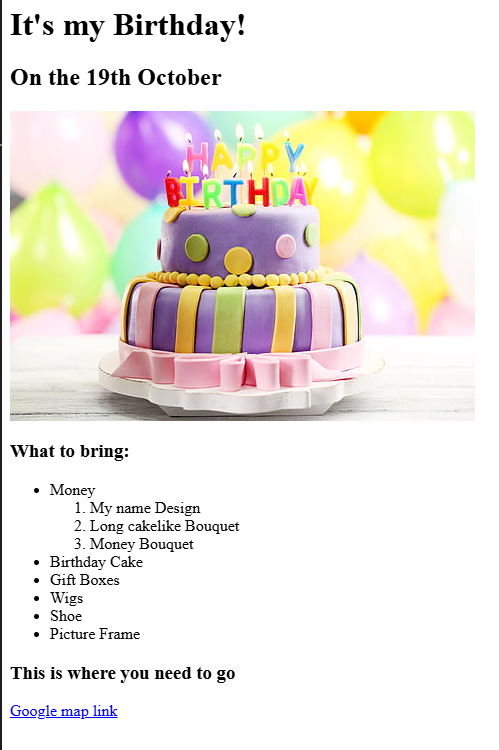 It's my Birthday!
On the 19th October
HAPPY
BIRTHDAY
What to bring:
Money
1. My name Design
2. Long cakelike Bouquet
3. Money Bouquet
Birthday Cake
Gift Boxes
Wigs
Shoe
Picture Frame
This is where you need to go
Google map link